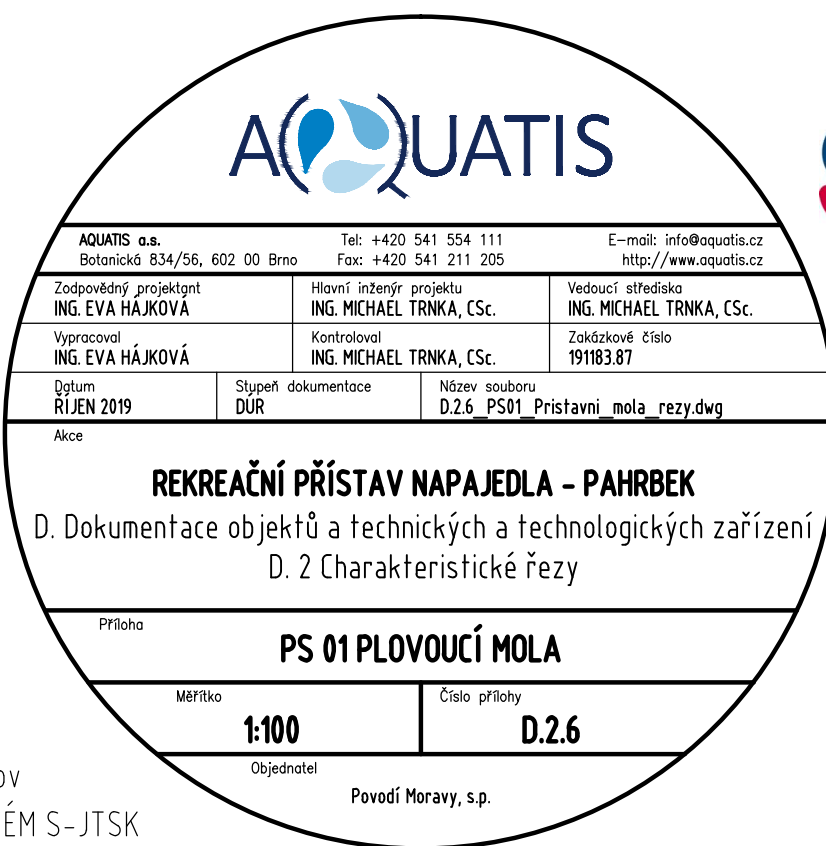 AQUATIS
AQUATIS a.s. Tel: +420 541 554 111 E-mail: info@aquatis.cz
Botanická 834/56, 602 00 Brno Fax: +420 541 211 205 http://www.aquatis.cz
Zodpovědný projektant Hlavní inženýr projektu Vedoucí střediska
ING. EVA HÁJKOVÁ ING. MICHAEL TRNKA, CSc. ING. MICHAEL TRNKA, CSc.
Vypracoval Kontroloval Zakázkové číslo
ING. EVA HÁJKOVÁ ING. MICHAEL TRNKA, CSc. 191183.87
Datum Stupeň dokumentace Název souboru
ŘÍJEN 2019 DÚR D.2.6_PS01_Pristavni_mola_rezy.dwg
Akce
REKREAČNÍ PŘÍSTAV NAPAJEDLA - PAHRBEK
D. Dokumentace objektů a technických a technologických zařízení
D. 2 Charakteristické řezy
Příloha
PS 01 PLOVOUCÍ MOLA
Měřítko Číslo přílohy
1:100 D.2.6
Objednatel
Povodí Moravy, s.p.
OV
ÉM S-JTSK